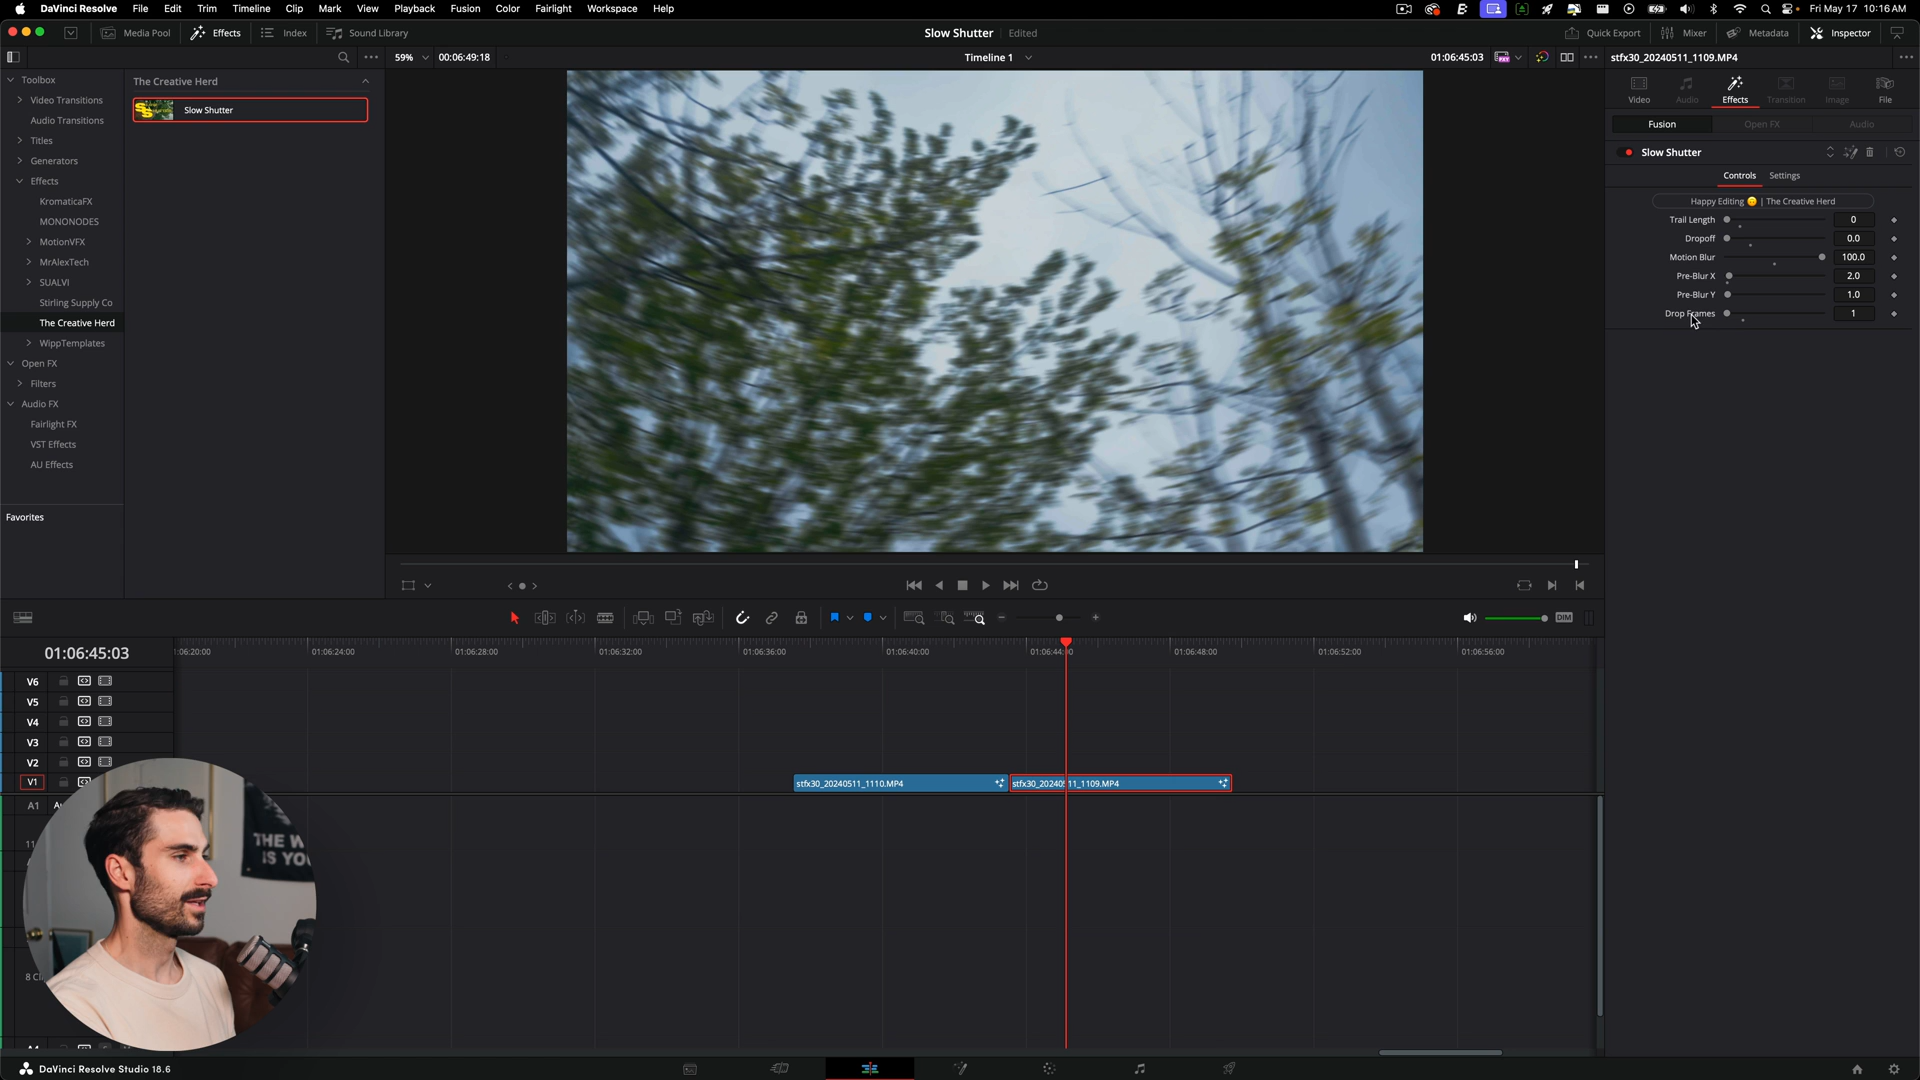 DaVinci Resolve File Edit Trim Timeline Clip Mark View Playback Fusion Color Fairlight Workspace Help
Fri May 17 10:16 AM
Media Pool Effects Index Sound Library
Slow Shutter Edited
Quick Export Mixer Metadata Inspector
59% 00:06:49:18
Timeline 1
01:06:45:03
stfx30_20240511_1109.MP4
Toolbox
Video Transitions
Audio Transitions
Titles
Generators
Effects
KromaticaFX
MONONODES
MotionVFX
MrAlexTech
SUALVI
Stirling Supply Co
The Creative Herd
WippTemplates
Open FX
Filters
Audio FX
Fairlight FX
VST Effects
AU Effects
Favorites
The Creative Herd
Slow Shutter
Video Audio Effects Transition Image File
Fusion Open FX Audio
Slow Shutter
Controls Settings
Happy Editing 😊 | The Creative Herd
Trail Length 0
Dropoff 0.0
Motion Blur 100.0
Pre-Blur X 2.0
Pre-Blur Y 1.0
Drop Frames 1
DIM
01:06:45:03
1:06:20:00 01:06:24:00 01:06:28:00 01:06:32:00 01:06:36:00 01:06:40:00 01:06:44:00 01:06:48:00 01:06:52:00 01:06:56:00
V6
V5
V4
V3
V2
V1
stfx30_20240511_1110.MP4 stfx30_20240511_1109.MP4
A1
THE W
IS YOU
8 Cl
DaVinci Resolve Studio 18.6